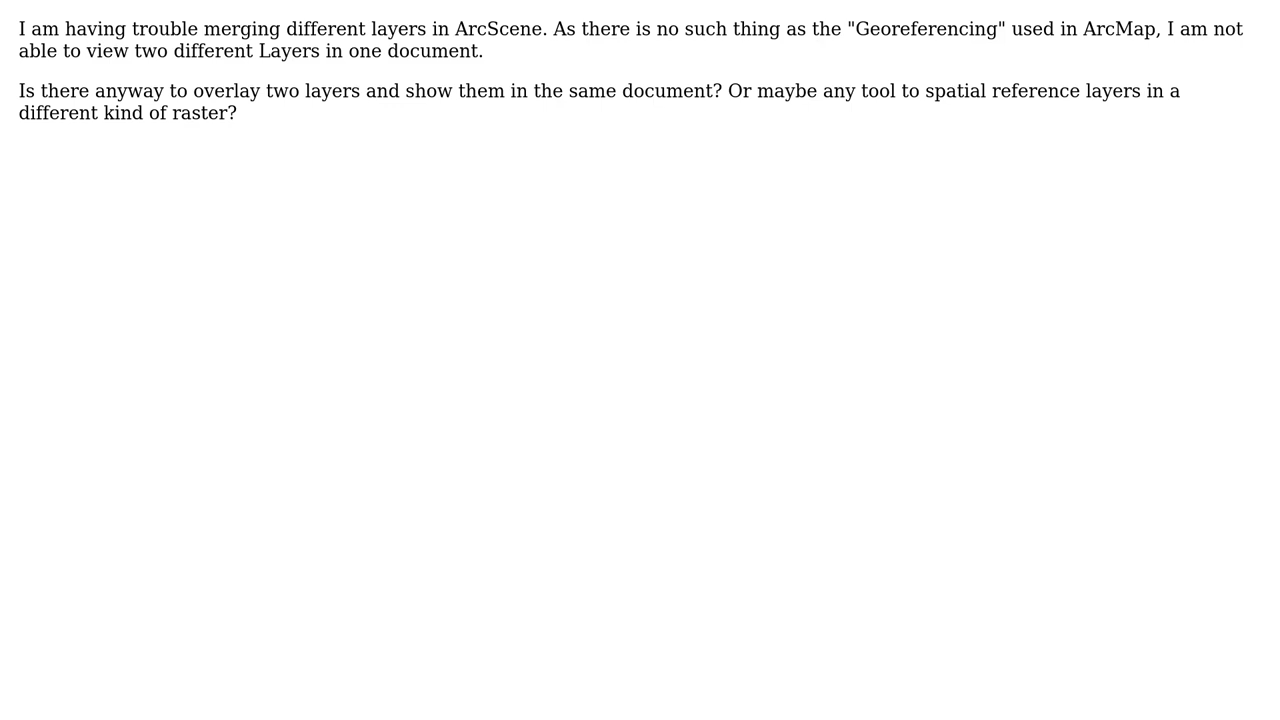 I am having trouble merging different layers in ArcScene. As there is no such thing as the "Georeferencing" used in ArcMap, I am not
able to view two different Layers in one document.
Is there anyway to overlay two layers and show them in the same document? Or maybe any tool to spatial reference layers in a
different kind of raster?